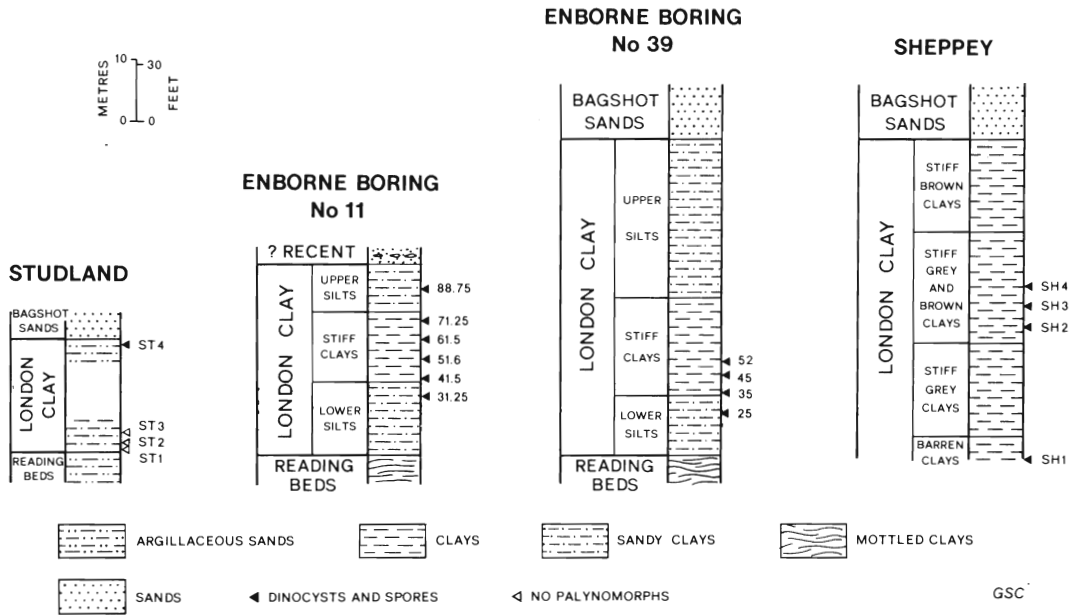 ENBORNE BORING
No 39
SHEPPEY
METRES
10
0
30
0
FEET
BAGSHOT
SANDS
LONDON CLAY
UPPER
SILTS
STIFF
CLAYS
LOWER
SILTS
READING
BEDS
52
45
35
25
BAGSHOT
SANDS
LONDON CLAY
STIFF
BROWN
CLAYS
STIFF
GREY
AND
BROWN
CLAYS
STIFF
GREY
CLAYS
BARREN
CLAYS
SH4
SH3
SH2
SH1
ENBORNE BORING
No 11
? RECENT
LONDON CLAY
UPPER
SILTS
STIFF
CLAYS
LOWER
SILTS
READING
BEDS
88.75
71.25
61.5
51.6
41.5
31.25
STUDLAND
BAGSHOT
SANDS
LONDON
CLAY
READING
BEDS
ST4
ST3
ST2
ST1
ARGILLACEOUS SANDS
CLAYS
SANDY CLAYS
MOTTLED CLAYS
SANDS
DINOCYSTS AND SPORES
NO PALYNOMORPHS
GSC